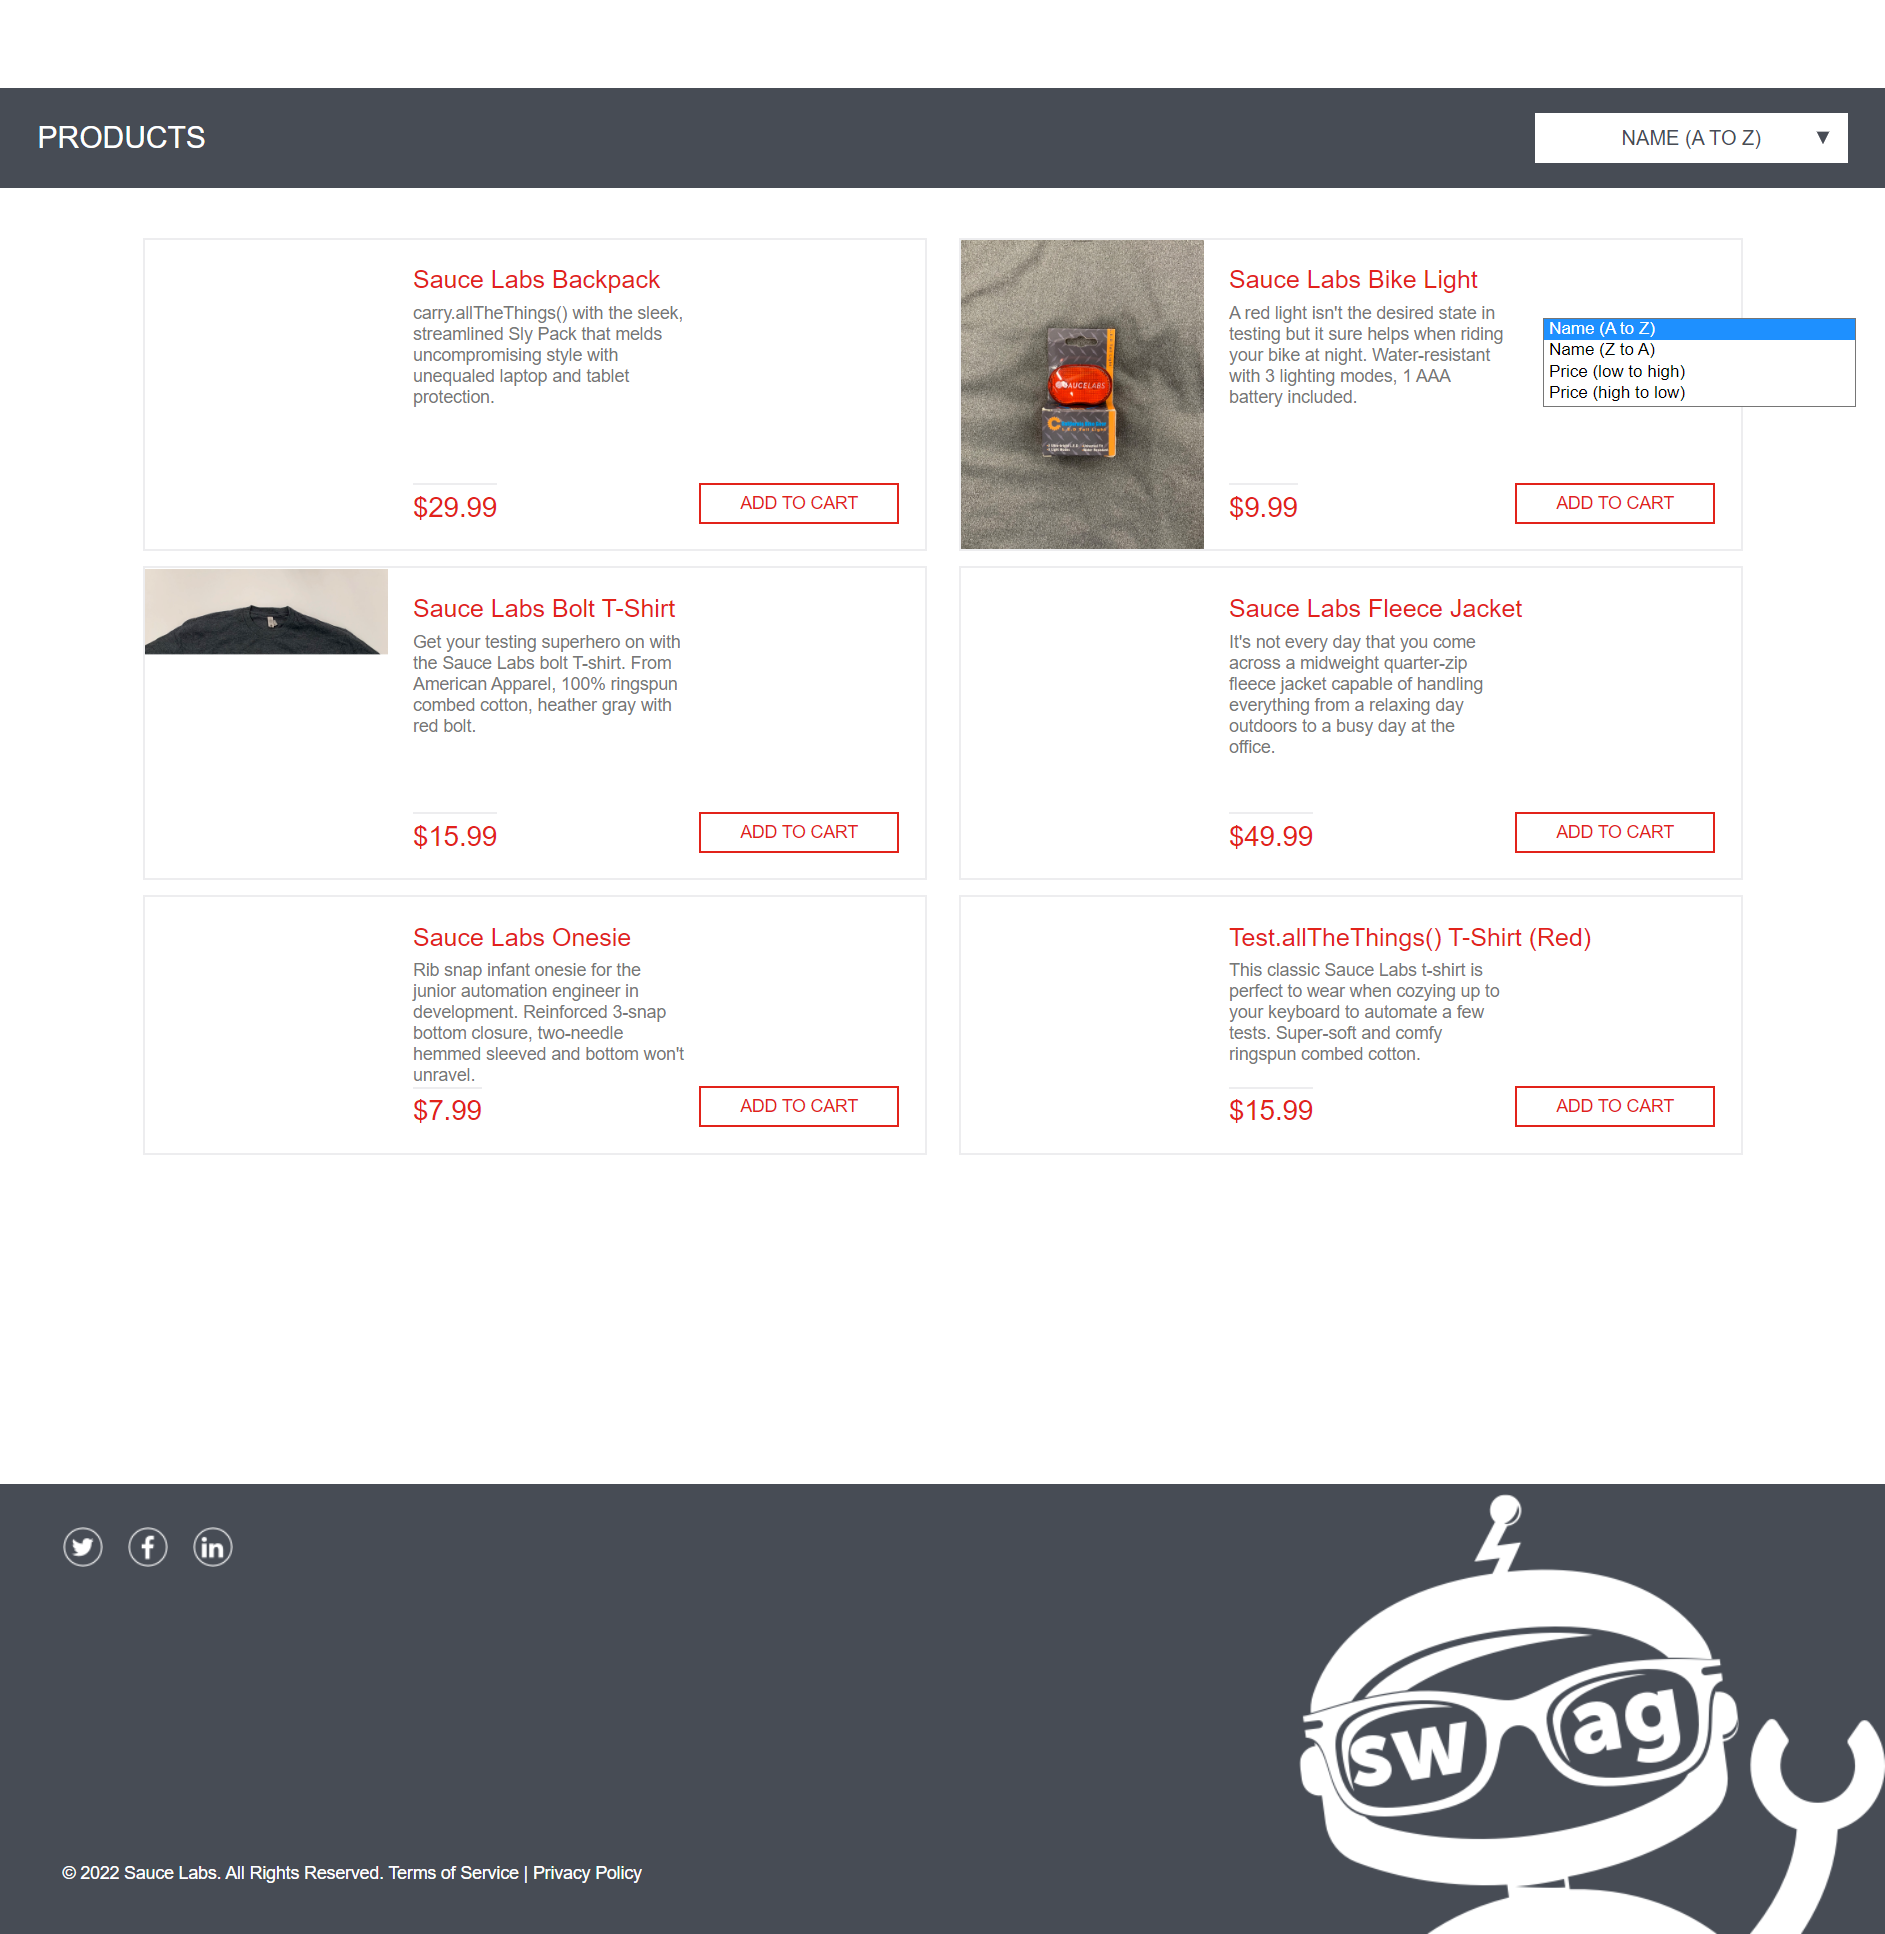 PRODUCTS
NAME (A TO Z) ▼
Sauce Labs Backpack
carry.allTheThings() with the sleek,
streamlined Sly Pack that melds
uncompromising style with
unequaled laptop and tablet
protection.
$29.99
ADD TO CART
SAUCELABS
Sauce Labs Bike Light
A red light isn't the desired state in
testing but it sure helps when riding
your bike at night. Water-resistant
with 3 lighting modes, 1 AAA
battery included.
$9.99
ADD TO CART
Name (A to Z)
Name (Z to A)
Price (low to high)
Price (high to low)
Sauce Labs Bolt T-Shirt
Get your testing superhero on with
the Sauce Labs bolt T-shirt. From
American Apparel, 100% ringspun
combed cotton, heather gray with
red bolt.
$15.99
ADD TO CART
Sauce Labs Fleece Jacket
It's not every day that you come
across a midweight quarter-zip
fleece jacket capable of handling
everything from a relaxing day
outdoors to a busy day at the
office.
$49.99
ADD TO CART
Sauce Labs Onesie
Rib snap infant onesie for the
junior automation engineer in
development. Reinforced 3-snap
bottom closure, two-needle
hemmed sleeved and bottom won't
unravel.
$7.99
ADD TO CART
Test.allTheThings() T-Shirt (Red)
This classic Sauce Labs t-shirt is
perfect to wear when cozying up to
your keyboard to automate a few
tests. Super-soft and comfy
ringspun combed cotton.
$15.99
ADD TO CART
swag
© 2022 Sauce Labs. All Rights Reserved. Terms of Service | Privacy Policy